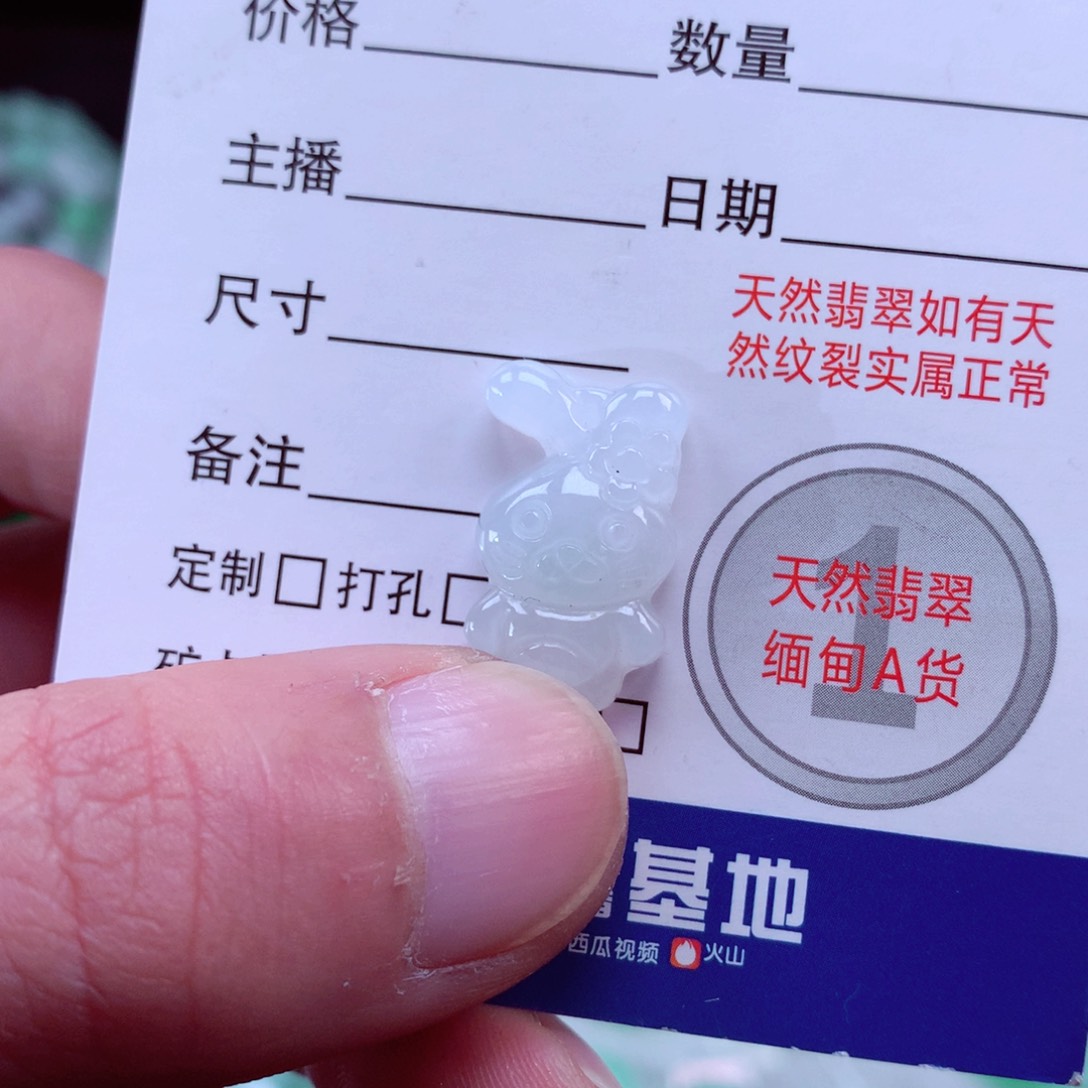 价格 数量
主播 日期
尺寸
天然翡翠如有天
然纹裂实属正常
备注
定制 打孔
1
天然翡翠
缅甸A货
基地
西瓜视频 火山